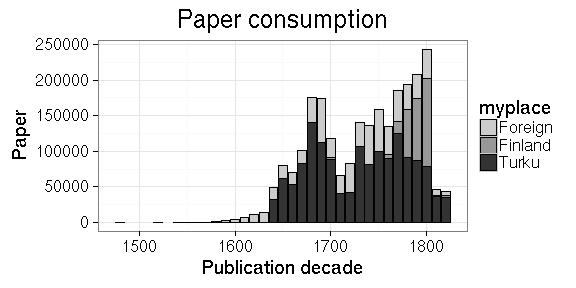 Paper consumption
250000
200000
150000
100000
50000
0
Paper
1500 1600 1700 1800
Publication decade
myplace
Foreign
Finland
Turku